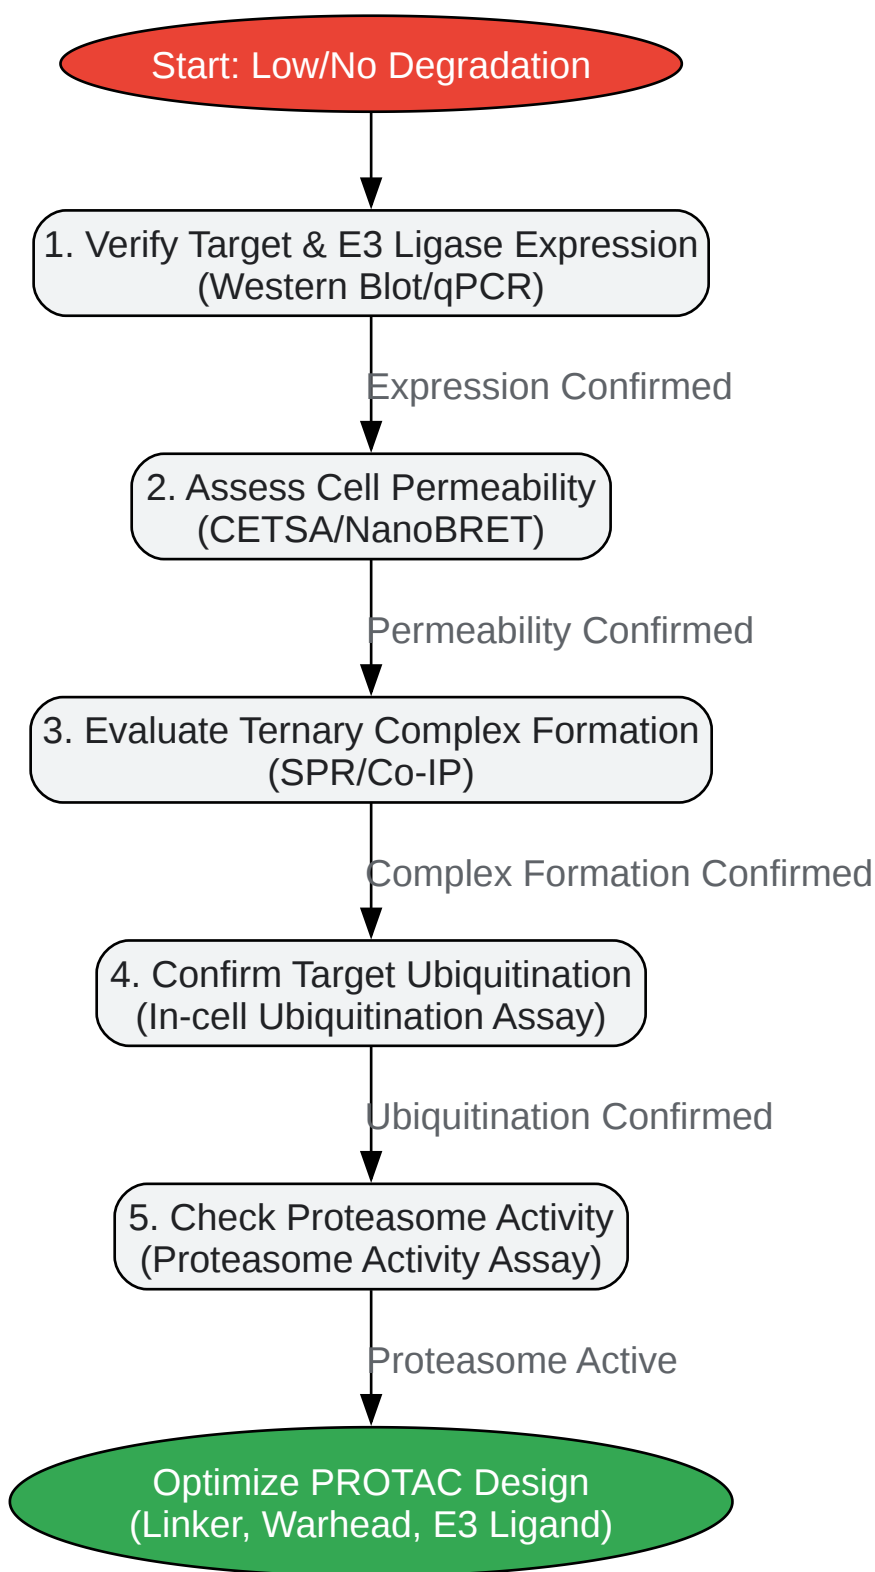 Start: Low/No Degradation
1. Verify Target & E3 Ligase Expression
(Western Blot/qPCR)
Expression Confirmed
2. Assess Cell Permeability
(CETSA/NanoBRET)
Permeability Confirmed
3. Evaluate Ternary Complex Formation
(SPR/Co-IP)
Complex Formation Confirmed
4. Confirm Target Ubiquitination
(In-cell Ubiquitination Assay)
Ubiquitination Confirmed
5. Check Proteasome Activity
(Proteasome Activity Assay)
Proteasome Active
Optimize PROTAC Design
(Linker, Warhead, E3 Ligand)